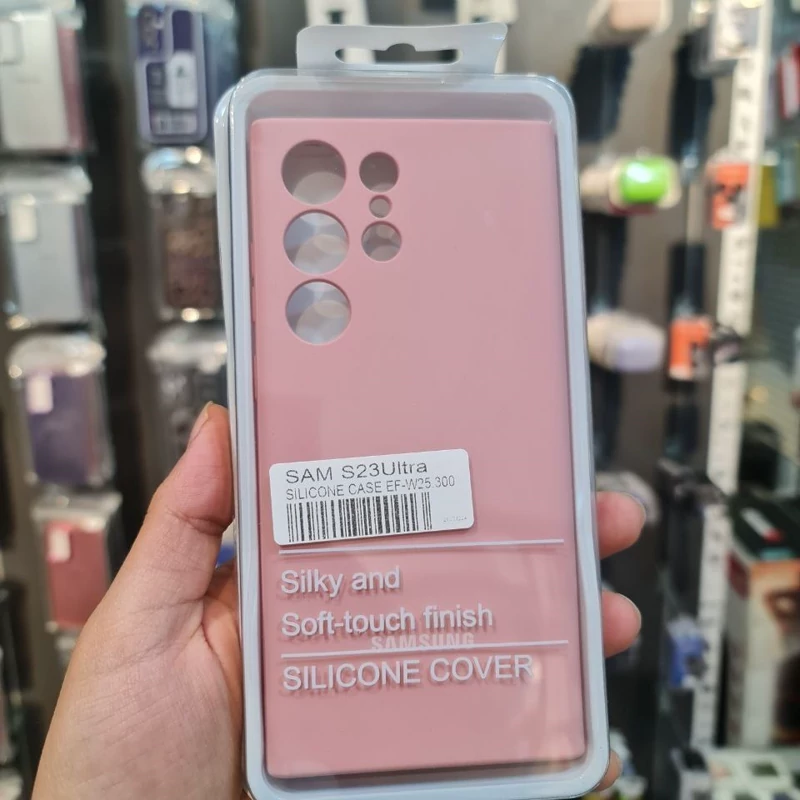 SAM S23Ultra
SILICONE CASE EF-W25 300
Silky and
Soft-touch finish
SAMSUNG
SILICONE COVER